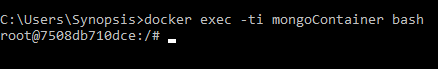 C:\Users\Synopsis>docker exec -ti mongoContainer bash
root@7508db710dce:/# _